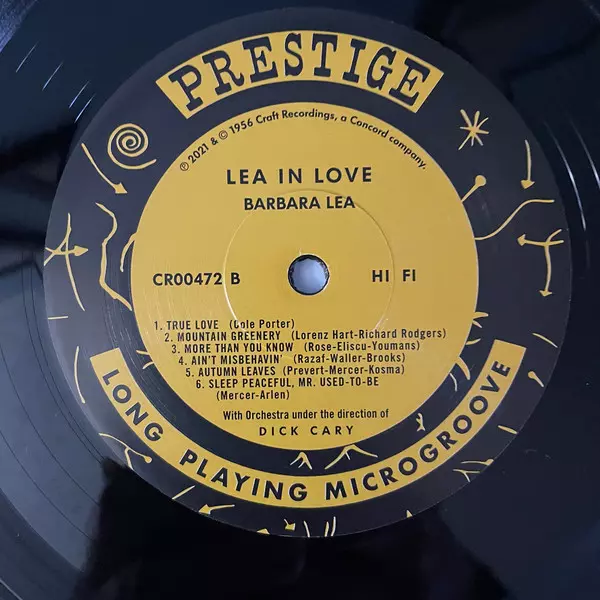 PRESTIGE
℗ 2021 & © 1956 Craft Recordings, a Concord company.
LEA IN LOVE
BARBARA LEA
CR00472 B
HI FI
1. TRUE LOVE (Cole Porter)
2. MOUNTAIN GREENERY (Lorenz Hart-Richard Rodgers)
3. MORE THAN YOU KNOW (Rose-Eliscu-Youmans)
4. AIN'T MISBEHAVIN' (Razaf-Waller-Brooks)
5. AUTUMN LEAVES (Prevert-Mercer-Kosma)
6. SLEEP PEACEFUL, MR. USED-TO-BE
(Mercer-Arlen)
With Orchestra under the direction of
DICK CARY
LONG PLAYING MICROGROOVE